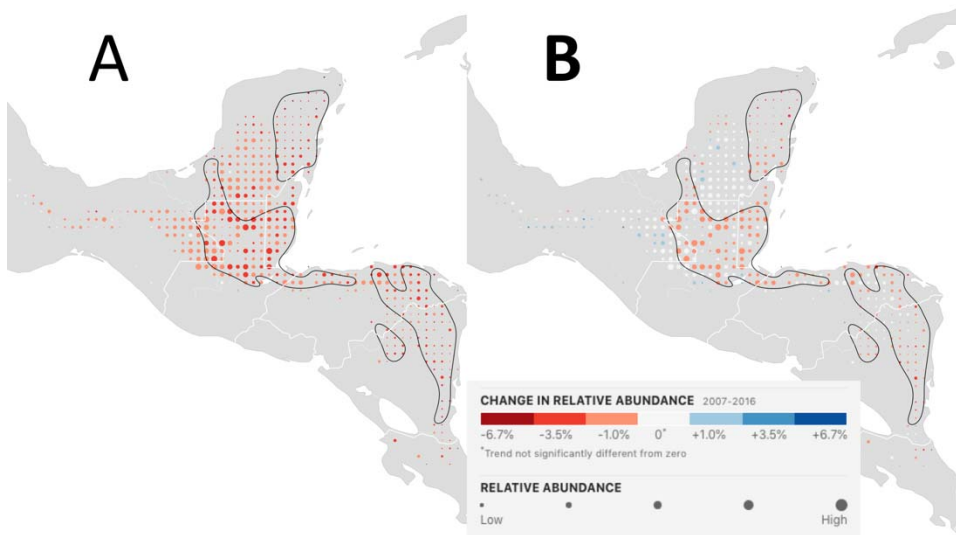 A
B
CHANGE IN RELATIVE ABUNDANCE 2007-2016
-6.7% -3.5% -1.0% 0* +1.0% +3.5% +6.7%
*Trend not significantly different from zero
RELATIVE ABUNDANCE
Low High